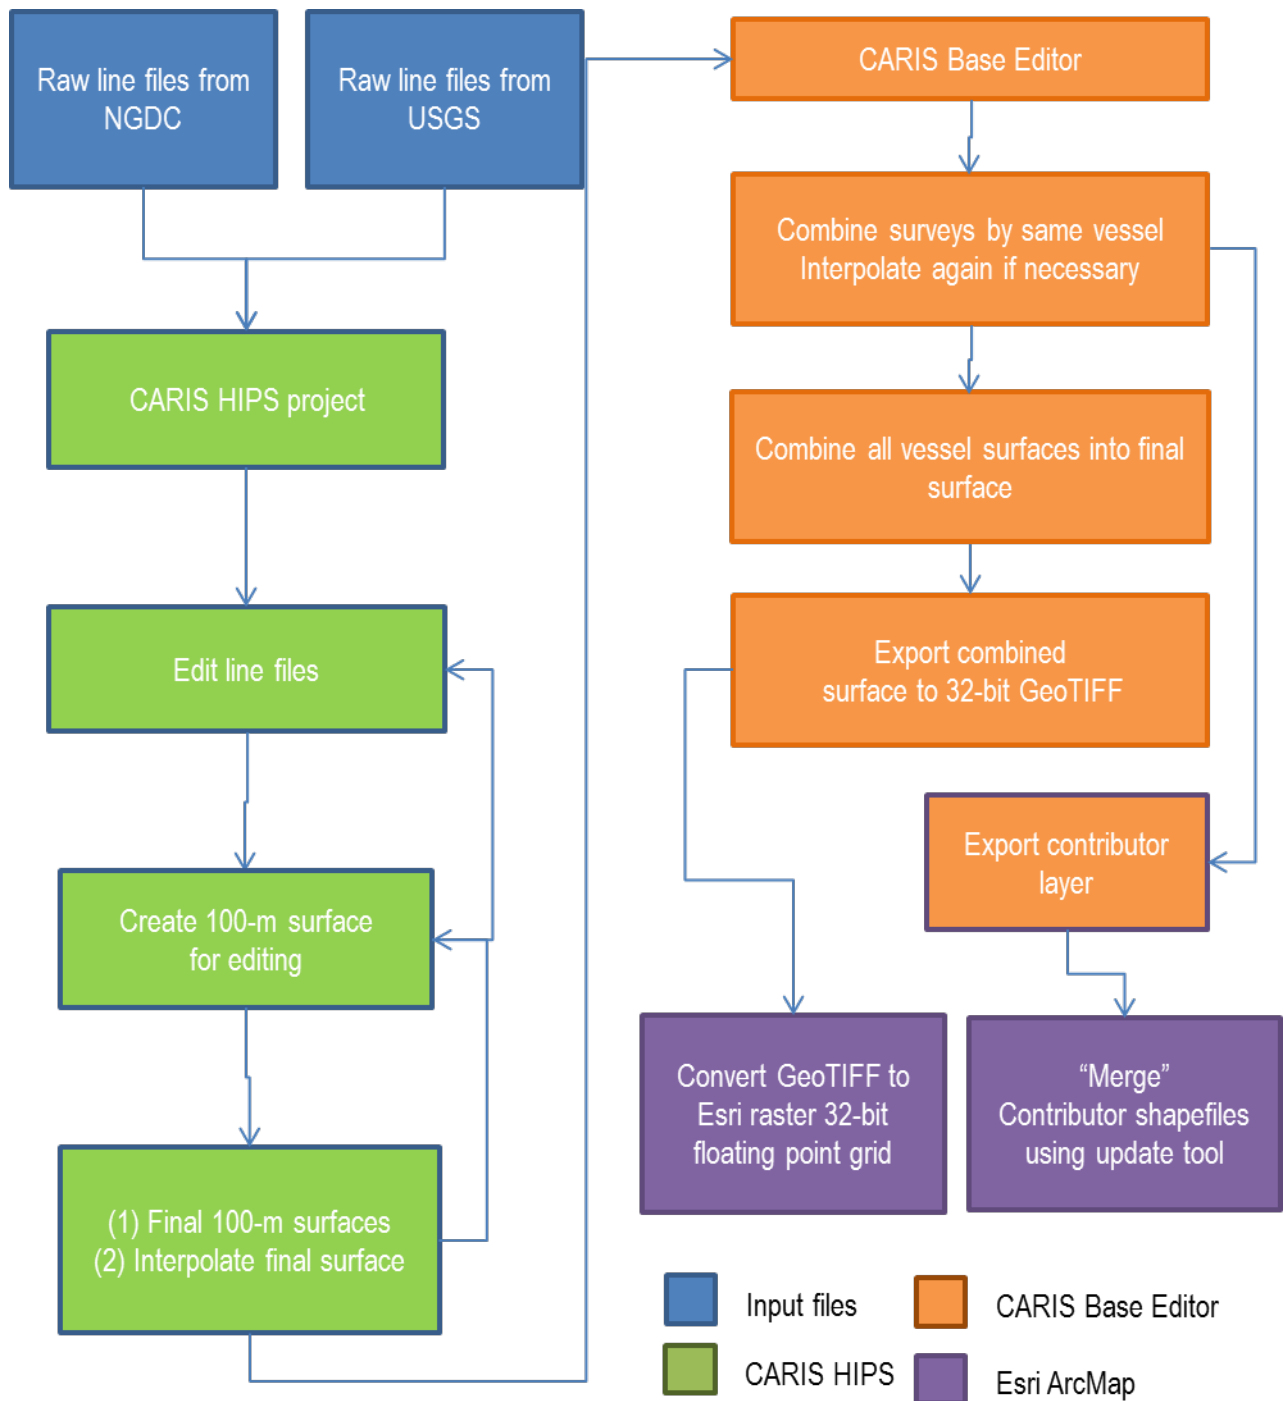 Raw line files from
NGDC
Raw line files from
USGS
CARIS HIPS project
Edit line files
Create 100-m surface
for editing
(1) Final 100-m surfaces
(2) Interpolate final surface
CARIS Base Editor
Combine surveys by same vessel
Interpolate again if necessary
Combine all vessel surfaces into final
surface
Export combined
surface to 32-bit GeoTIFF
Export contributor
layer
Convert GeoTIFF to
Esri raster 32-bit
floating point grid
“Merge”
Contributor shapefiles
using update tool
Input files
CARIS Base Editor
CARIS HIPS
Esri ArcMap